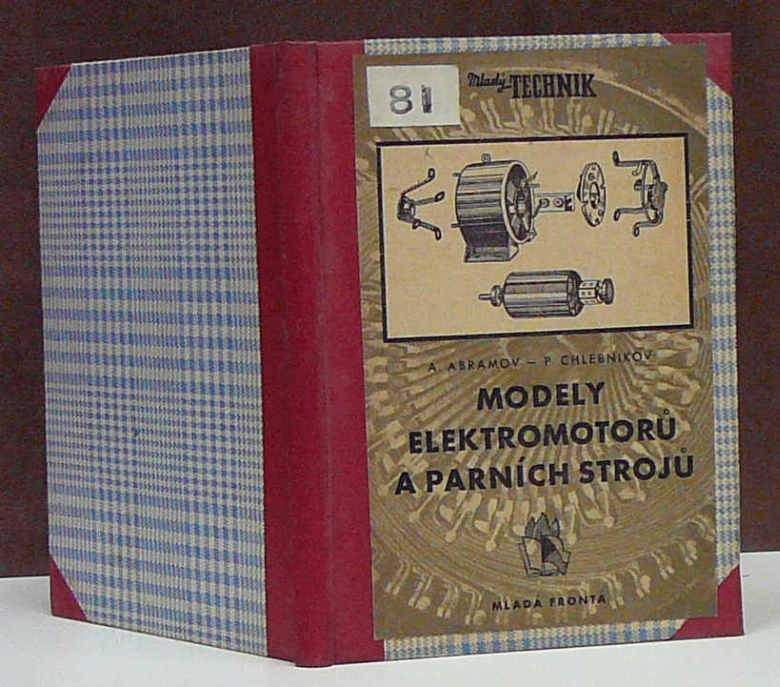 81
Mladý TECHNIK
A. ABRAMOV – P. CHLEBNIKOV
MODELY
ELEKTROMOTORŮ
A PARNÍCH STROJŮ
MLADÁ FRONTA